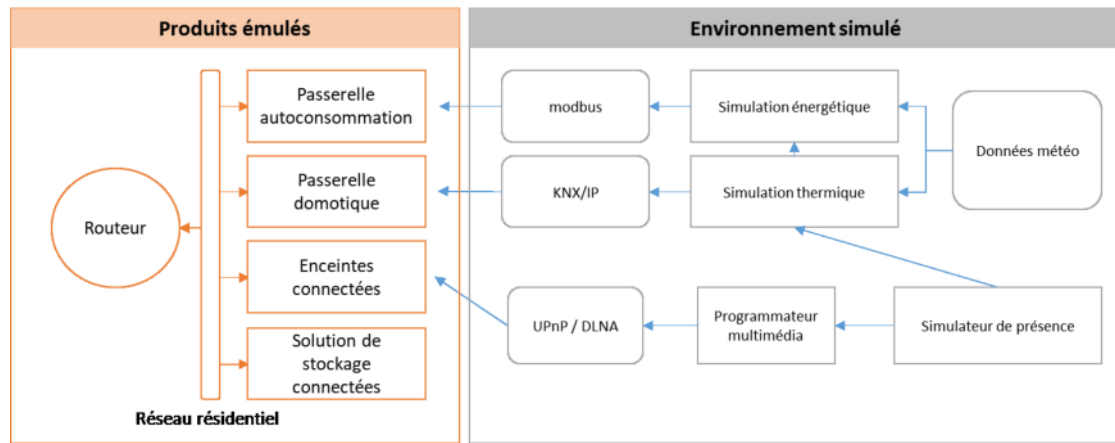 Produits émulés
Environnement simulé
Passerelle
autoconsommation
modbus
Simulation énergétique
Données météo
Passerelle
domotique
KNX/IP
Simulation thermique
Routeur
Enceintes
connectées
UPnP / DLNA
Programmateur
multimédia
Simulateur de présence
Solution de
stockage
connectées
Réseau résidentiel